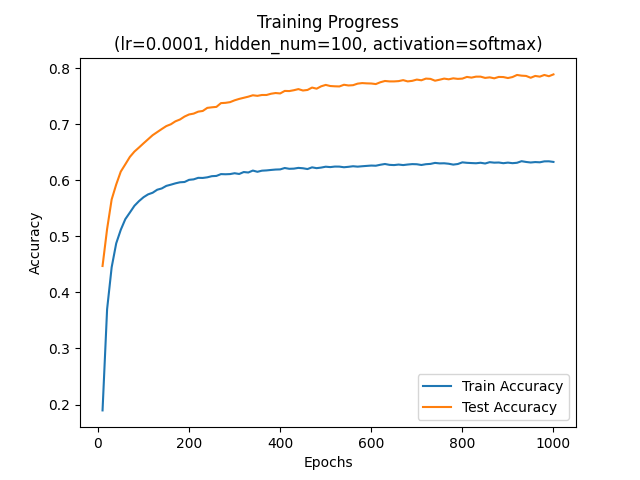 Training Progress
(lr=0.0001, hidden_num=100, activation=softmax)
Accuracy
0.8
0.7
0.6
0.5
0.4
0.3
0.2
Train Accuracy
Test Accuracy
0 200 400 600 800 1000
Epochs